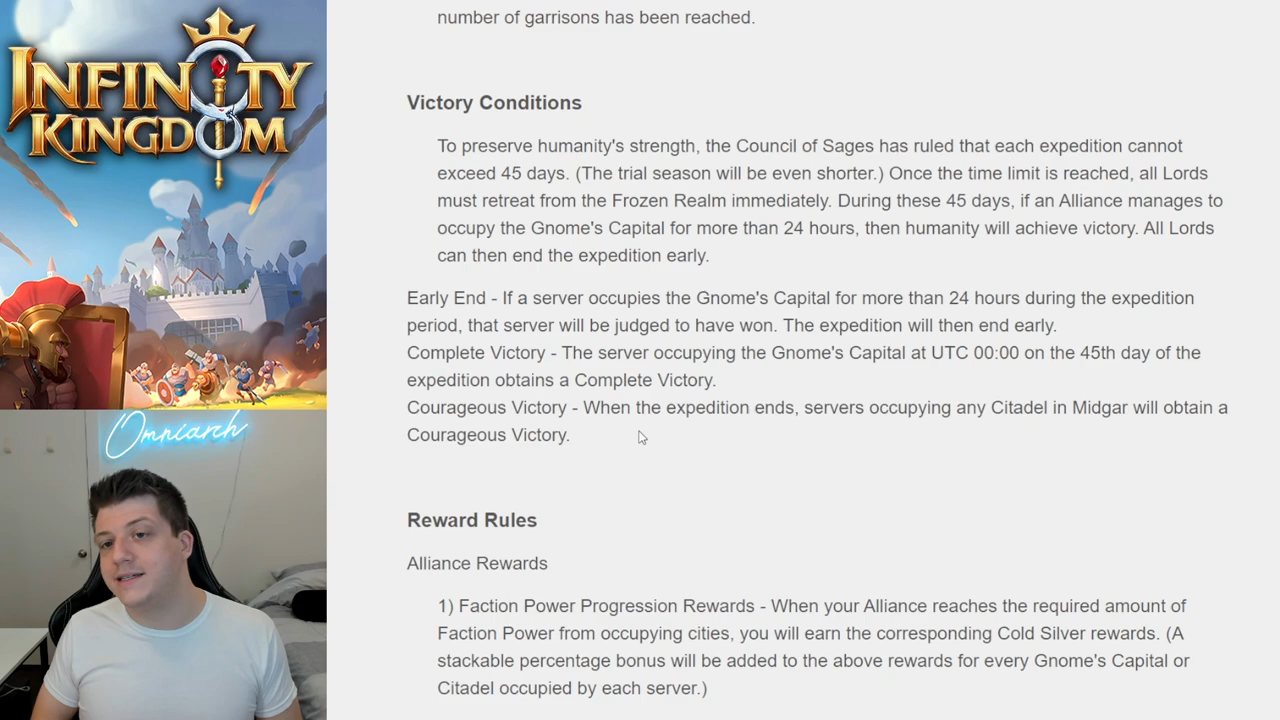 INFINITY
KINGDOM
Omniarch
number of garrisons has been reached.
Victory Conditions
To preserve humanity's strength, the Council of Sages has ruled that each expedition cannot
exceed 45 days. (The trial season will be even shorter.) Once the time limit is reached, all Lords
must retreat from the Frozen Realm immediately. During these 45 days, if an Alliance manages to
occupy the Gnome's Capital for more than 24 hours, then humanity will achieve victory. All Lords
can then end the expedition early.
Early End - If a server occupies the Gnome's Capital for more than 24 hours during the expedition
period, that server will be judged to have won. The expedition will then end early.
Complete Victory - The server occupying the Gnome's Capital at UTC 00:00 on the 45th day of the
expedition obtains a Complete Victory.
Courageous Victory - When the expedition ends, servers occupying any Citadel in Midgar will obtain a
Courageous Victory.
Reward Rules
Alliance Rewards
1) Faction Power Progression Rewards - When your Alliance reaches the required amount of
Faction Power from occupying cities, you will earn the corresponding Cold Silver rewards. (A
stackable percentage bonus will be added to the above rewards for every Gnome's Capital or
Citadel occupied by each server.)